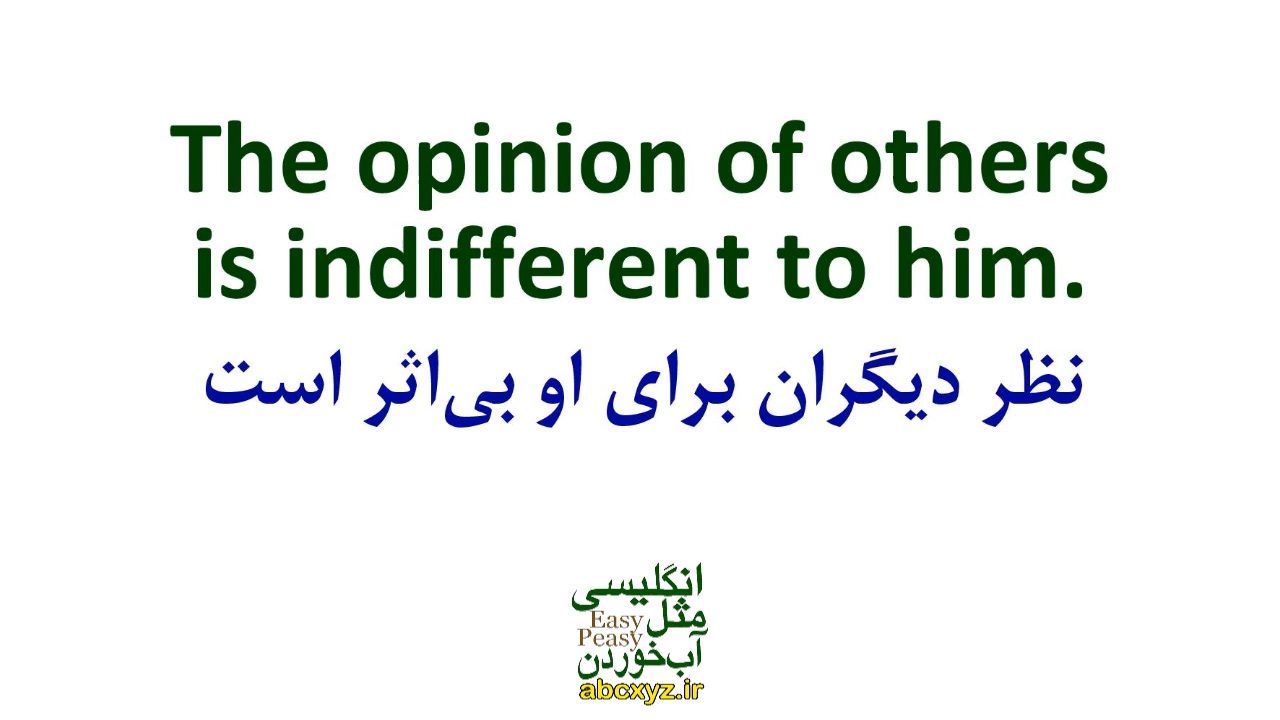 The opinion of others
is indifferent to him.
نظر دیگران برای او بی‌اثر است
انگلیسی
مثل
Easy
Peasy
آب‌خوردن
abcxyz.ir